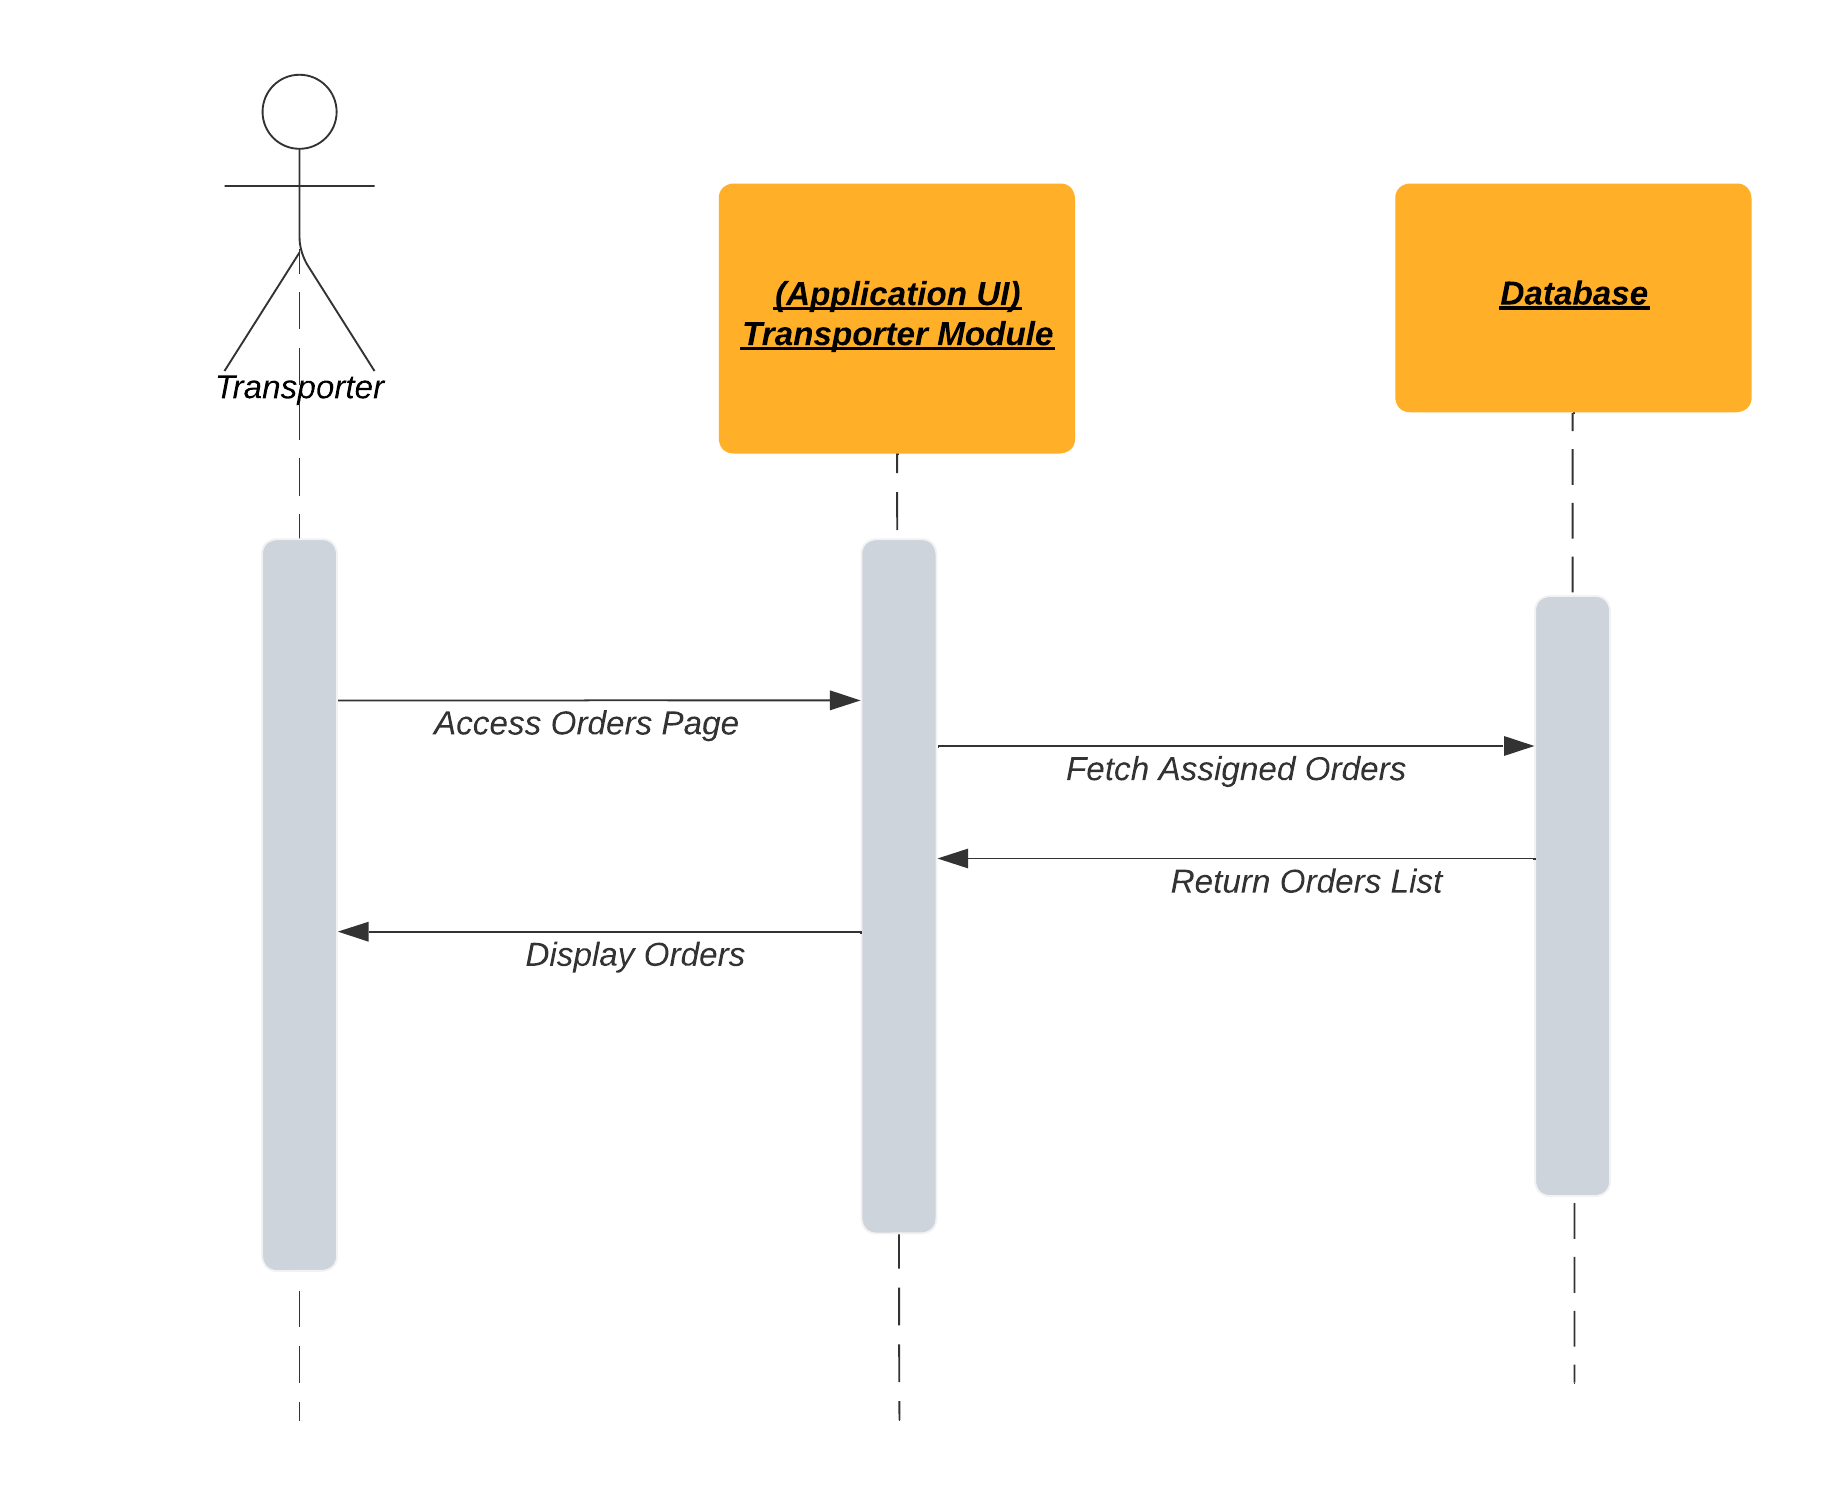 Transporter
(Application UI)
Transporter Module
Database
Access Orders Page
Fetch Assigned Orders
Return Orders List
Display Orders